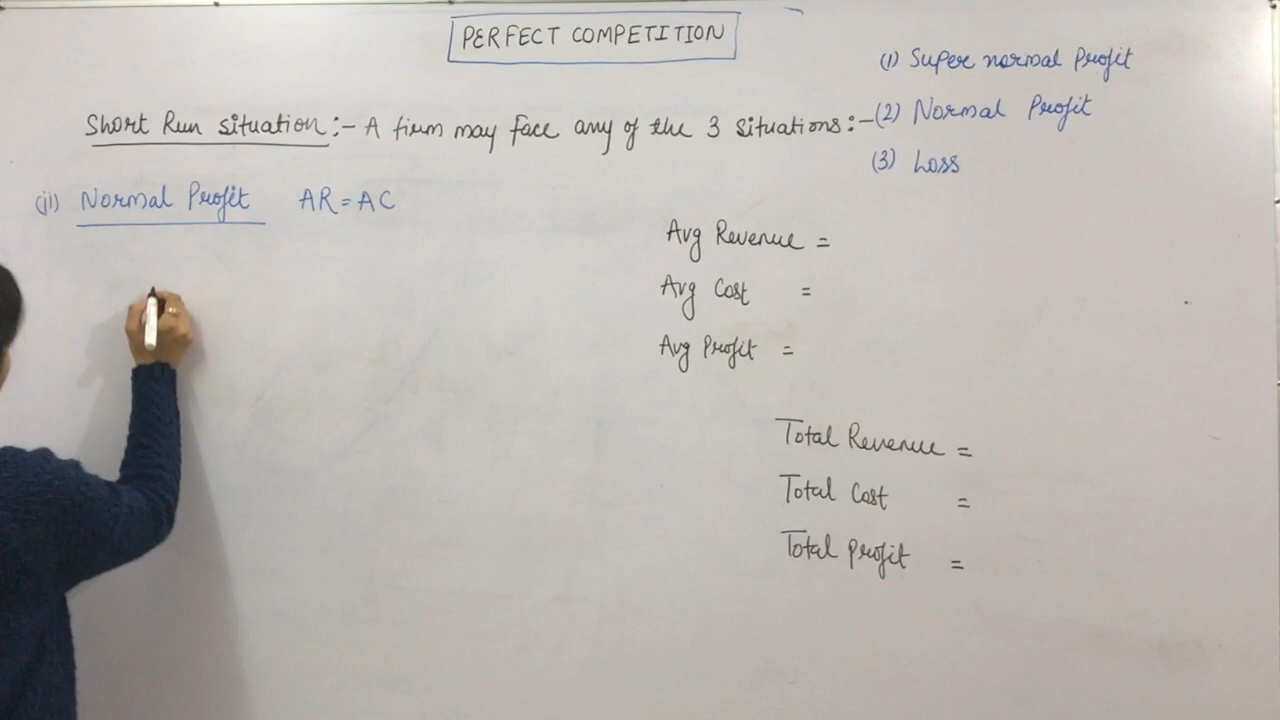 PERFECT COMPETITION
(1) Super normal Profit
Short Run situation :- A firm may face any of the 3 situations :- (2) Normal Profit
(3) Loss
(ii) Normal Profit AR = AC
Avg Revenue =
Avg Cost =
Avg Profit =
Total Revenue =
Total Cost =
Total profit =